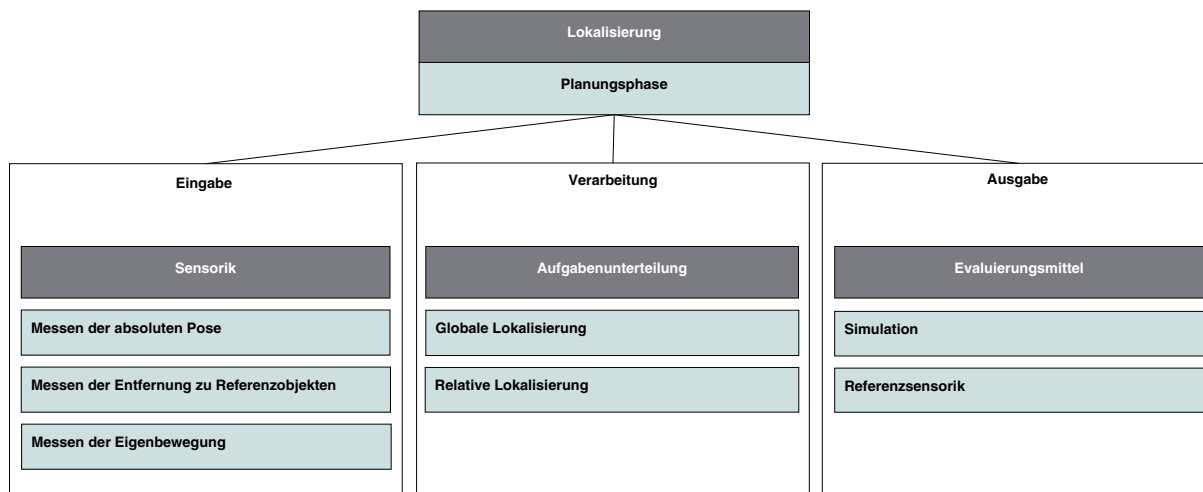 Lokalisierung
Planungsphase
Eingabe
Sensorik
Messen der absoluten Pose
Messen der Entfernung zu Referenzobjekten
Messen der Eigenbewegung
Verarbeitung
Aufgabenunterteilung
Globale Lokalisierung
Relative Lokalisierung
Ausgabe
Evaluierungsmittel
Simulation
Referenzsensorik